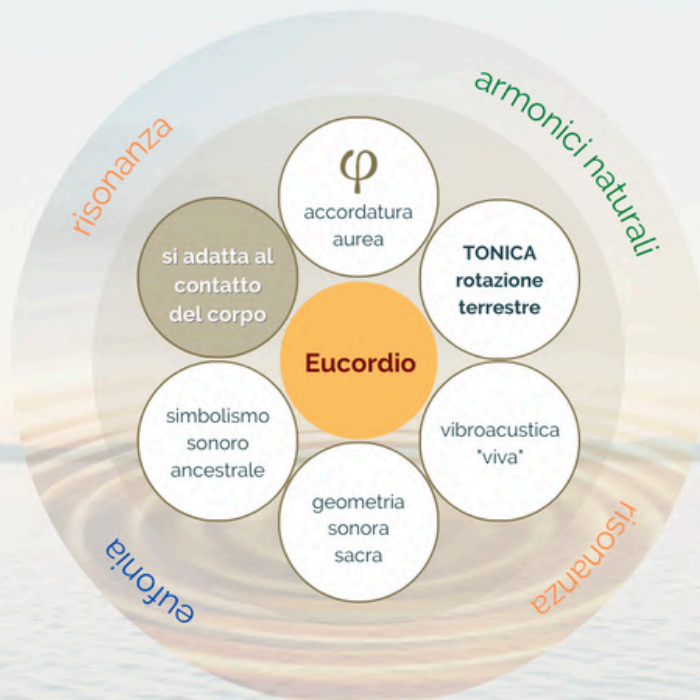 risonanza
armonici naturali
φ
accordatura
aurea
si adatta al
contatto
del corpo
TONICA
rotazione
terrestre
Eucordio
simbolismo
sonoro
ancestrale
vibroacustica
"viva"
geometria
sonora
sacra
eufonia
risonanza